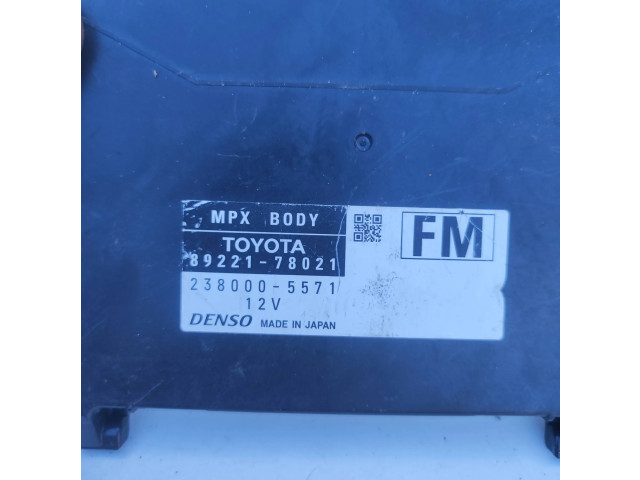 MPX BODY
FM
TOYOTA
89221-78021
238000-5571
12V
DENSO MADE IN JAPAN